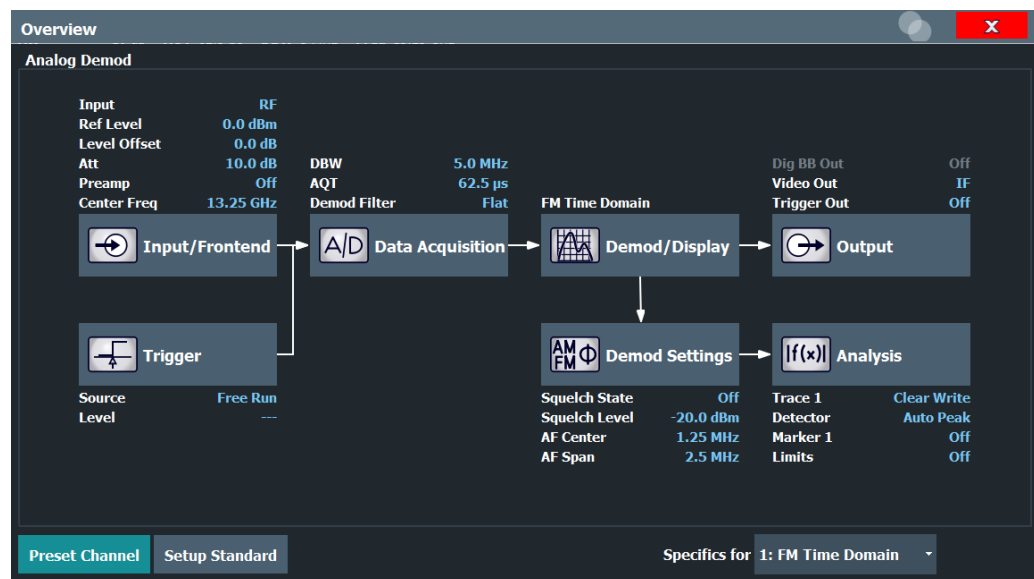 Overview
X
Analog Demod
Input RF
Ref Level 0.0 dBm
Level Offset 0.0 dB
Att 10.0 dB
Preamp Off
Center Freq 13.25 GHz
DBW 5.0 MHz
AQT 62.5 µs
Demod Filter Flat
FM Time Domain
Dig BB Out Off
Video Out IF
Trigger Out Off
Input/Frontend
A/D Data Acquisition
Demod/Display
Output
Trigger
AM FM Φ Demod Settings
|f(x)| Analysis
Source Free Run
Level ---
Squelch State Off
Squelch Level -20.0 dBm
AF Center 1.25 MHz
AF Span 2.5 MHz
Trace 1 Clear Write
Detector Auto Peak
Marker 1 Off
Limits Off
Preset Channel
Setup Standard
Specifics for 1: FM Time Domain